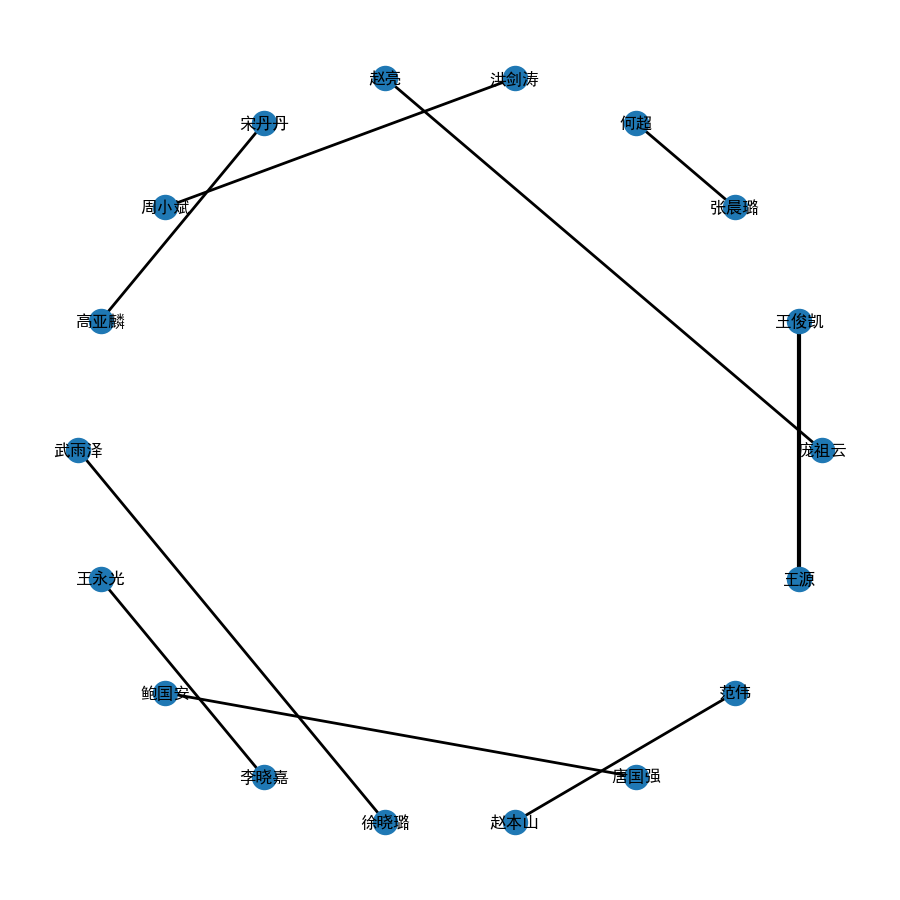 赵亮
洪剑涛
宋丹丹
何超
周小斌
张晨璐
高亚麟
王俊凯
武雨泽
庞祖云
王永光
王源
鲍国安
范伟
李晓嘉
唐国强
徐晓璐
赵本山